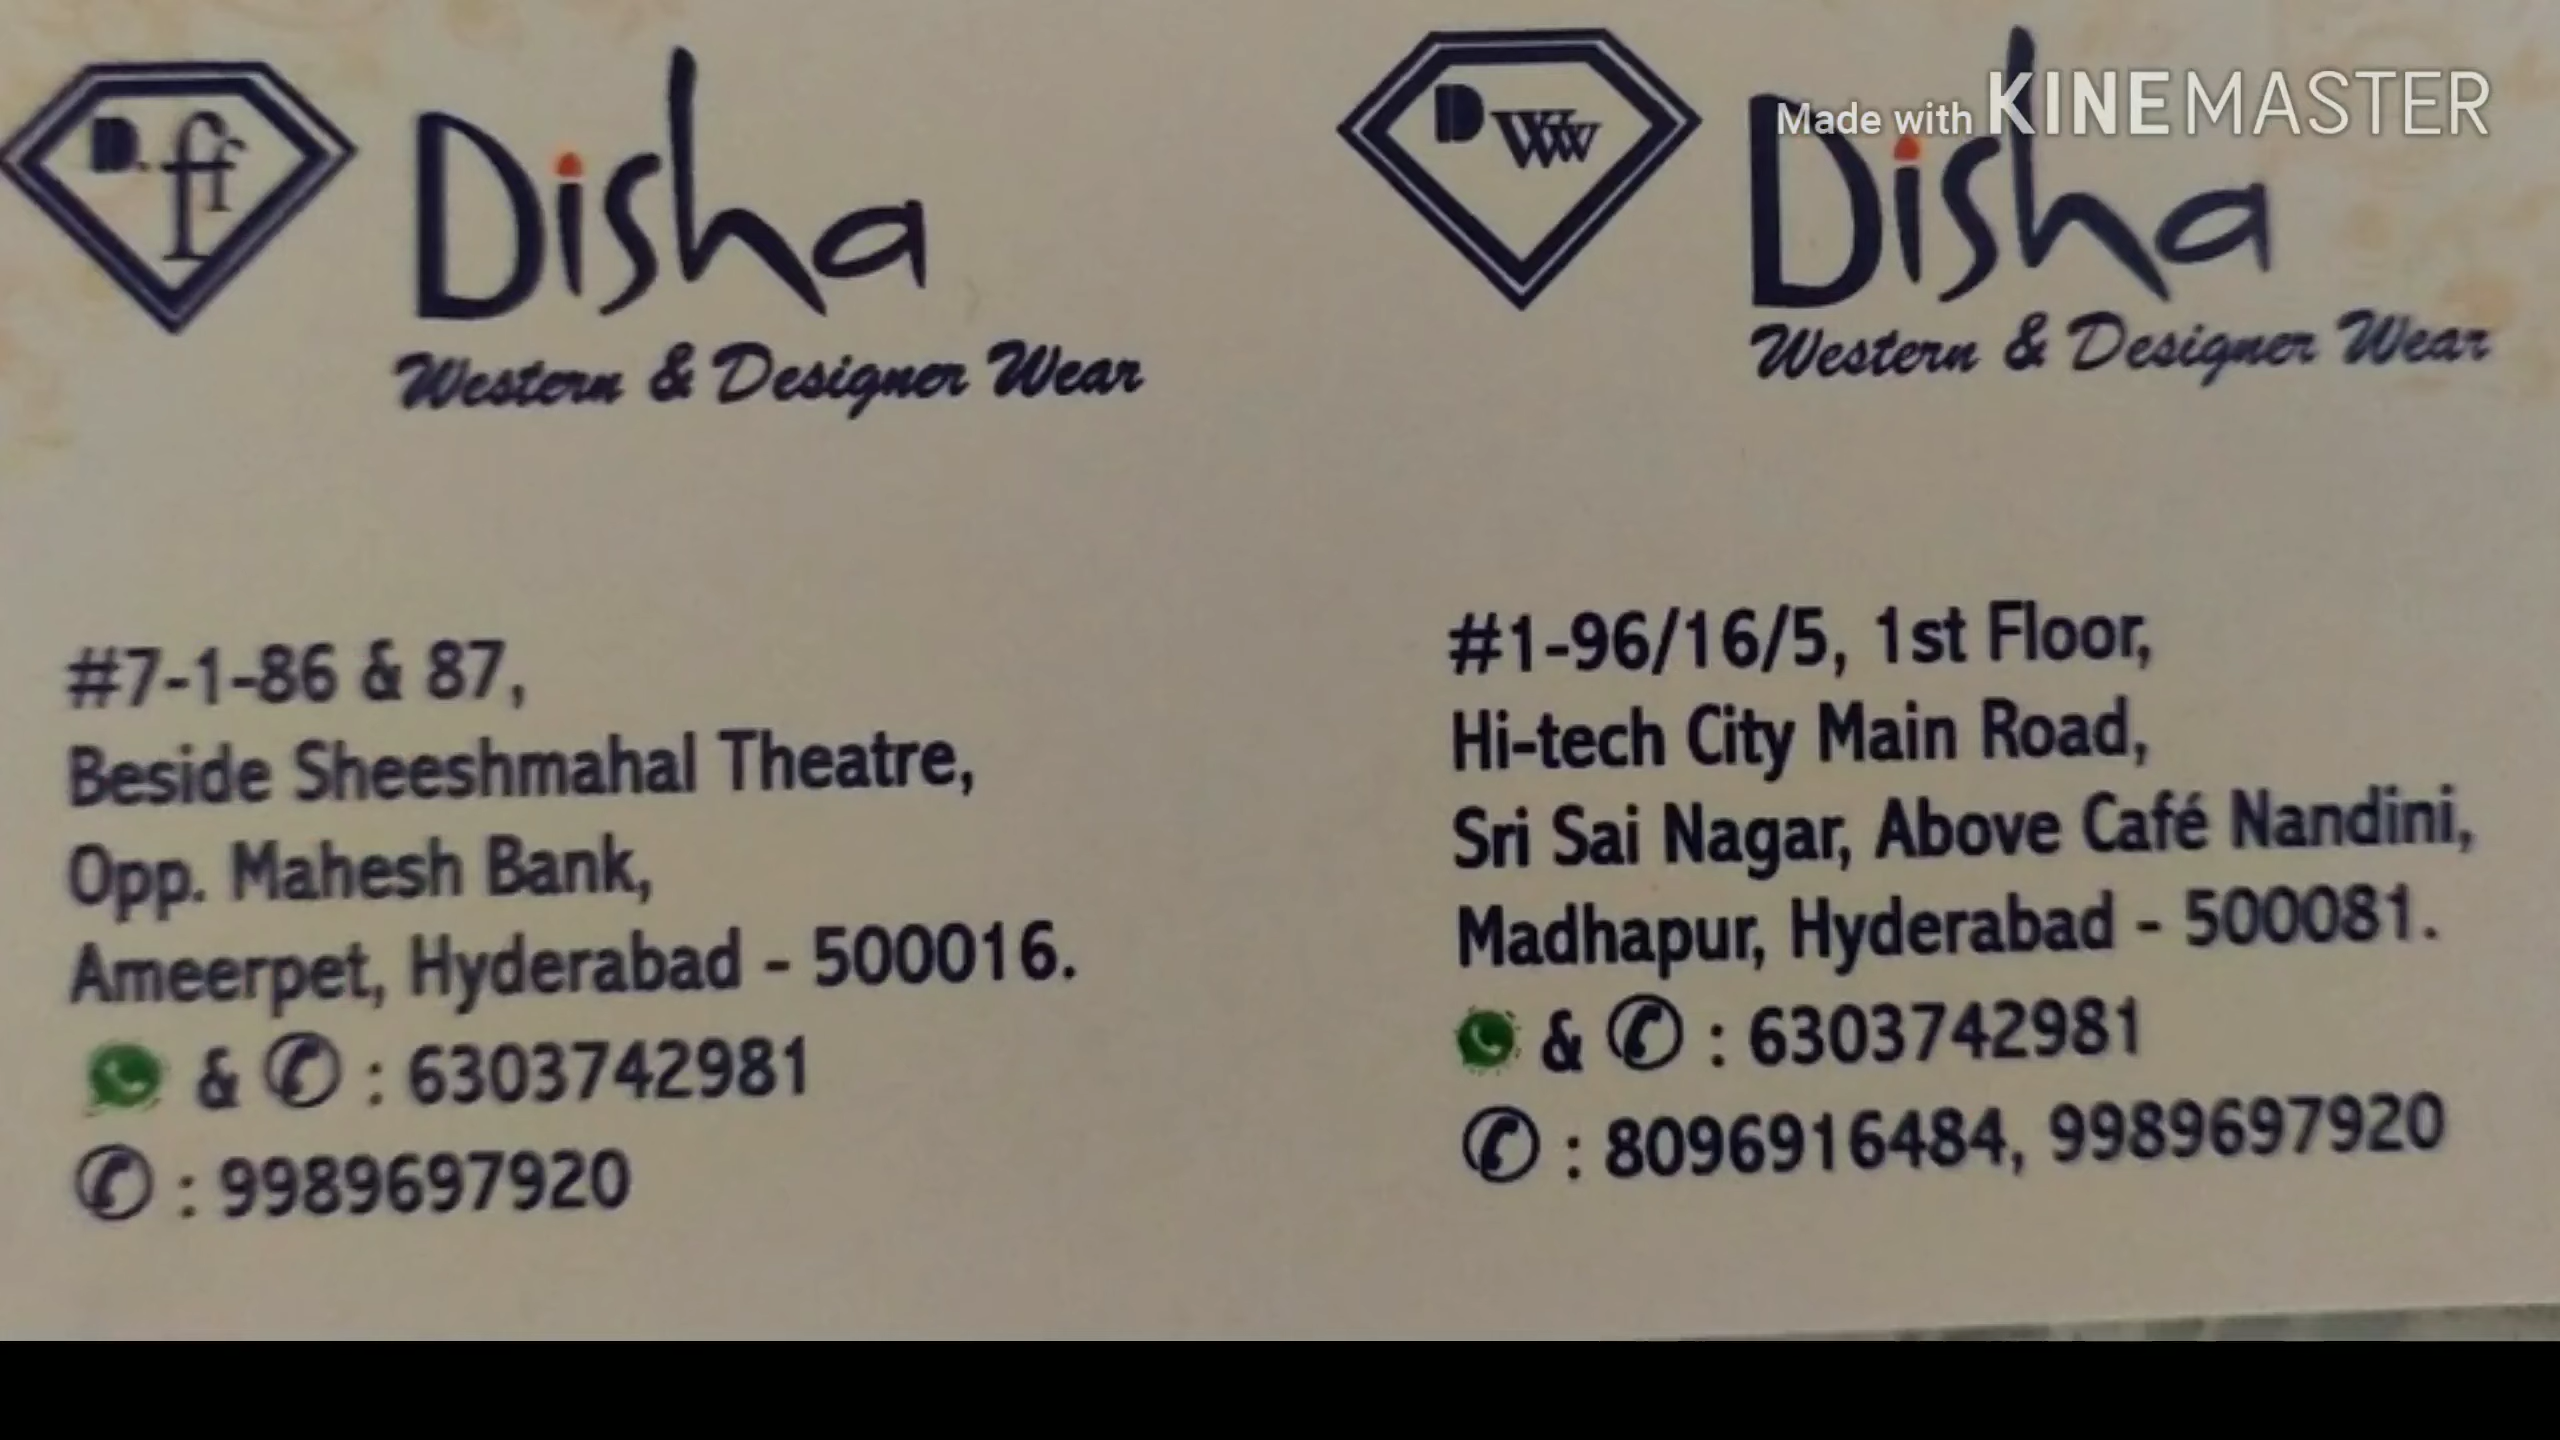 D.ff
Disha
Western & Designer Wear
#7-1-86 & 87,
Beside Sheeshmahal Theatre,
Opp. Mahesh Bank,
Ameerpet, Hyderabad - 500016.
& : 6303742981
: 9989697920
Made with KINEMASTER
D WW
Disha
Western & Designer Wear
#1-96/16/5, 1st Floor,
Hi-tech City Main Road,
Sri Sai Nagar, Above Café Nandini,
Madhapur, Hyderabad - 500081.
& : 6303742981
: 8096916484, 9989697920